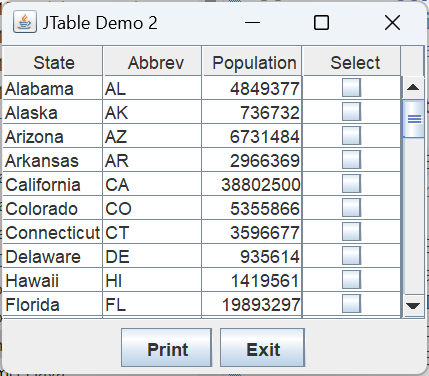 JTable Demo 2
State Abbrev Population Select
Alabama AL 4849377
Alaska AK 736732
Arizona AZ 6731484
Arkansas AR 2966369
California CA 38802500
Colorado CO 5355866
Connecticut CT 3596677
Delaware DE 935614
Hawaii HI 1419561
Florida FL 19893297
Print Exit